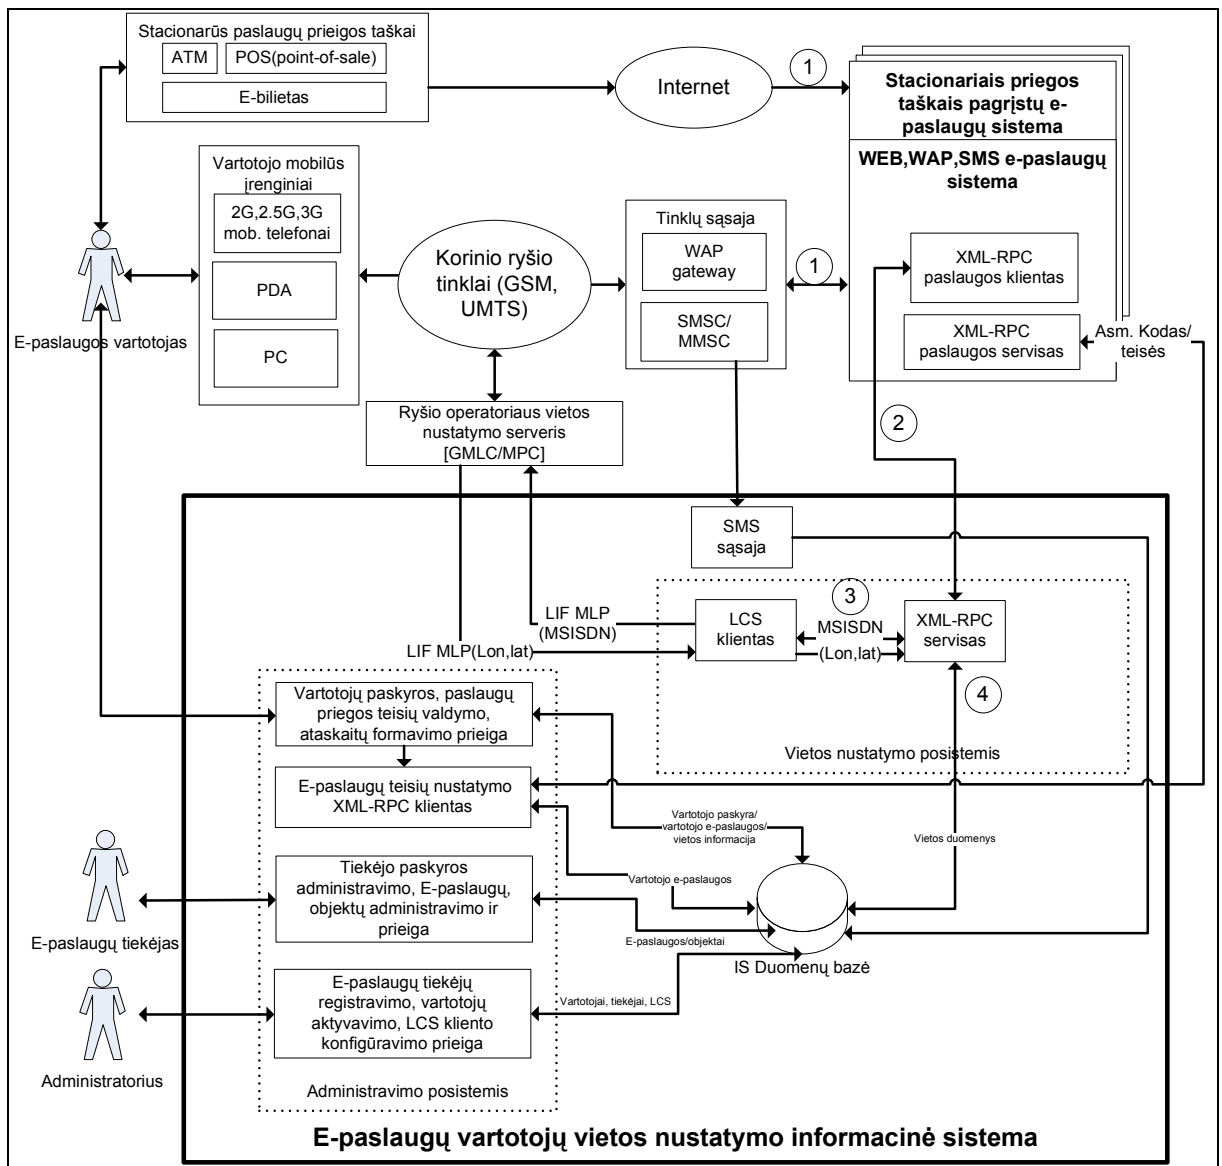 Stacionarūs paslaugų prieigos taškai
ATM
POS(point-of-sale)
E-bilietas
Internet
1
Stacionariais priegos
taškais pagrįstų e-
paslaugų sistema
WEB,WAP,SMS e-paslaugų
sistema
Vartotojo mobilūs
įrenginiai
2G,2.5G,3G
mob. telefonai
PDA
PC
E-paslaugos vartotojas
Korinio ryšio
tinklai (GSM,
UMTS)
Tinklų sąsaja
WAP
gateway
SMSC/
MMSC
1
XML-RPC
paslaugos klientas
XML-RPC
paslaugos servisas
Asm. Kodas/
teisės
Ryšio operatoriaus vietos
nustatymo serveris
[GMLC/MPC]
2
SMS
sąsaja
LIF MLP
(MSISDN)
LIF MLP(Lon,lat)
LCS
klientas
3
MSISDN
(Lon,lat)
XML-RPC
servisas
4
Vietos nustatymo posistemis
Vartotojų paskyros, paslaugų
priegos teisių valdymo,
ataskaitų formavimo prieiga
E-paslaugų teisių nustatymo
XML-RPC klientas
Vartotojo paskyra/
vartotojo e-paslaugos/
vietos informacija
Vietos duomenys
Vartotojo e-paslaugos
Tiekėjo paskyros
administravimo, E-paslaugų,
objektų administravimo ir
prieiga
E-paslaugų tiekėjas
E-paslaugos/objektai
IS Duomenų bazė
E-paslaugų tiekėjų
registravimo, vartotojų
aktyvavimo, LCS kliento
konfigūravimo prieiga
Vartotojai, tiekėjai, LCS
Administratorius
Administravimo posistemis
E-paslaugų vartotojų vietos nustatymo informacinė sistema